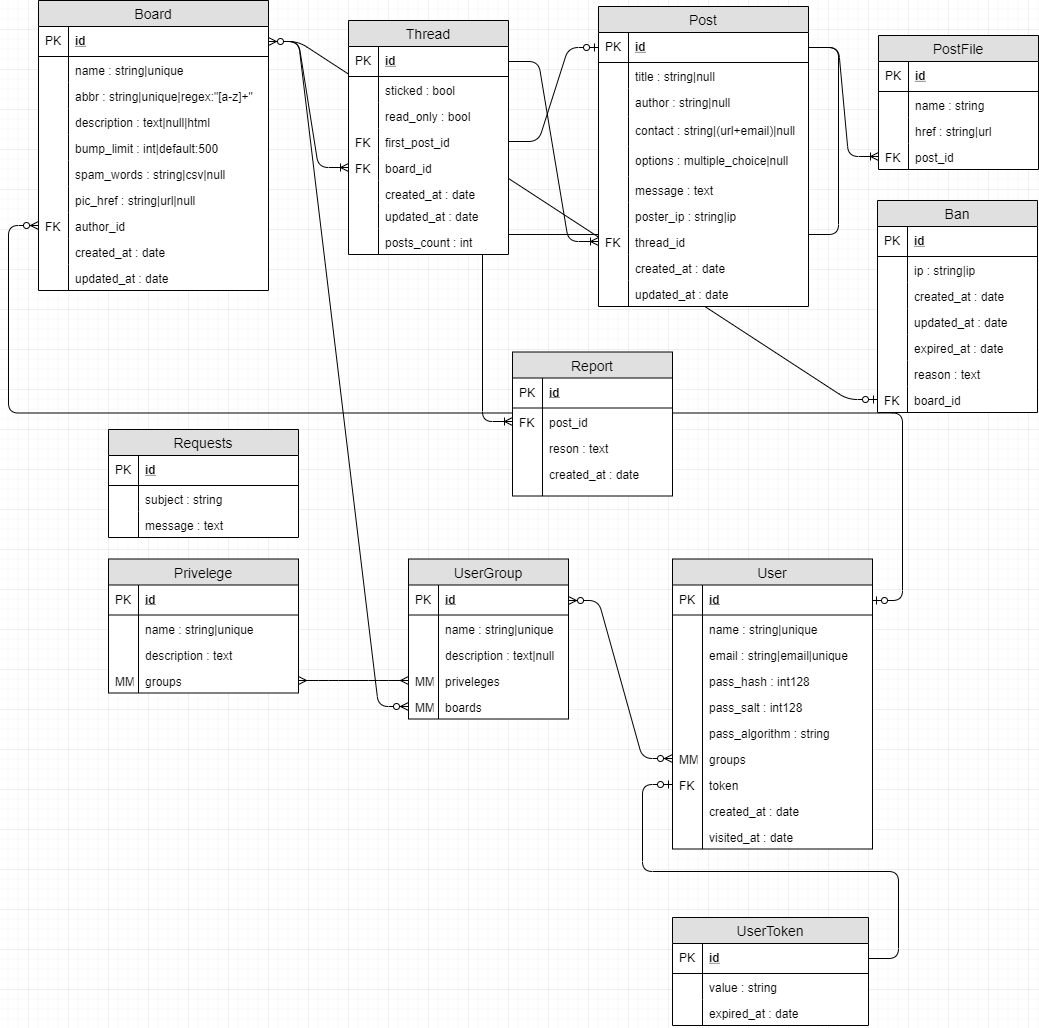 Board
PK id
name : string|unique
abbr : string|unique|regex:"[a-z]+"
description : text|null|html
bump_limit : int|default:500
spam_words : string|csv|null
pic_href : string|url|null
FK author_id
created_at : date
updated_at : date
Thread
PK id
sticked : bool
read_only : bool
FK first_post_id
FK board_id
created_at : date
updated_at : date
posts_count : int
Post
PK id
title : string|null
author : string|null
contact : string|(url+email)|null
options : multiple_choice|null
message : text
poster_ip : string|ip
FK thread_id
created_at : date
updated_at : date
PostFile
PK id
name : string
href : string|url
FK post_id
Ban
PK id
ip : string|ip
created_at : date
updated_at : date
expired_at : date
reason : text
FK board_id
Report
PK id
FK post_id
reson : text
created_at : date
Requests
PK id
subject : string
message : text
Privelege
PK id
name : string|unique
description : text
MM groups
UserGroup
PK id
name : string|unique
description : text|null
MM priveleges
MM boards
User
PK id
name : string|unique
email : string|email|unique
pass_hash : int128
pass_salt : int128
pass_algorithm : string
MM groups
FK token
created_at : date
visited_at : date
UserToken
PK id
value : string
expired_at : date